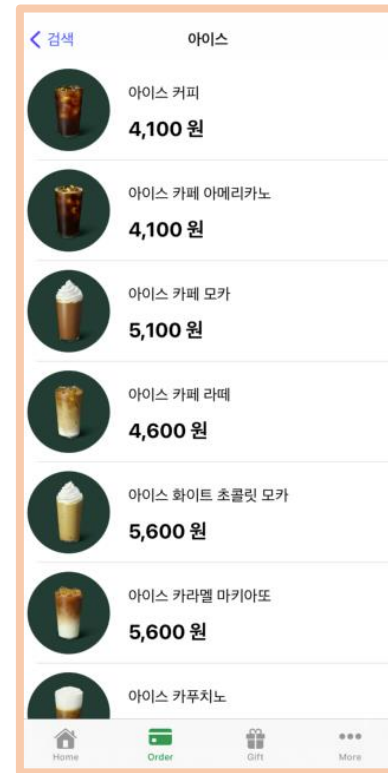 검색
아이스
아이스 커피
4,100 원
아이스 카페 아메리카노
4,100 원
아이스 카페 모카
5,100 원
아이스 카페 라떼
4,600 원
아이스 화이트 초콜릿 모카
5,600 원
아이스 카라멜 마키아또
5,600 원
아이스 카푸치노
Home
Order
Gift
More